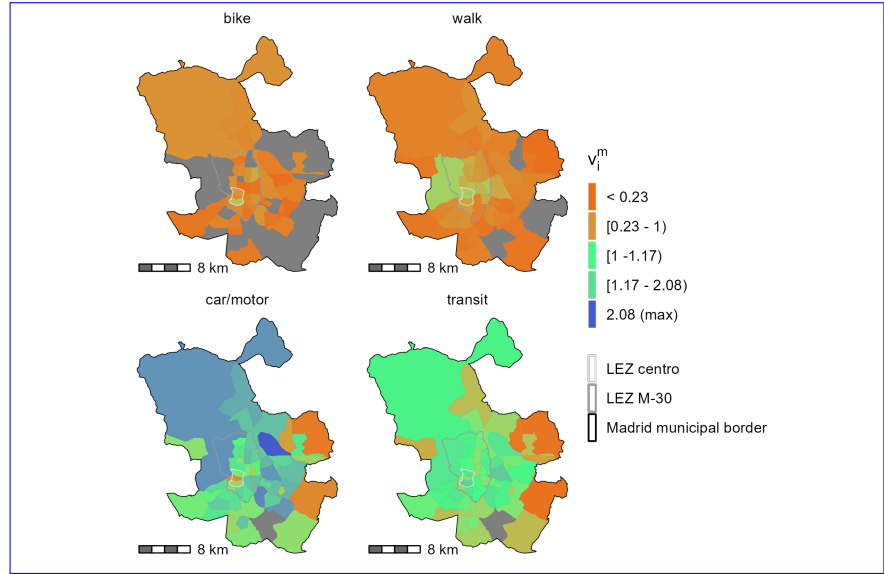 bike
walk
8 km
8 km
car/motor
transit
8 km
8 km
v_i^m
< 0.23
[0.23 - 1)
[1 -1.17)
[1.17 - 2.08)
2.08 (max)
LEZ centro
LEZ M-30
Madrid municipal border